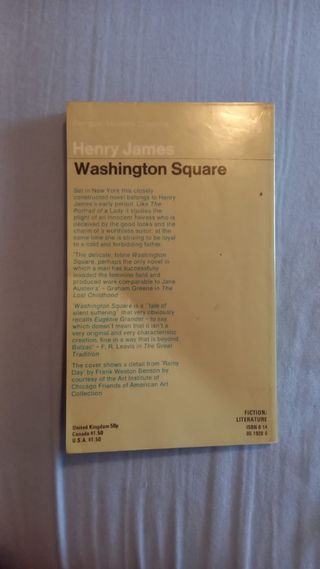 Penguin Modern Classics
Henry James
Washington Square
Set in New York this closely
constructed novel belongs to Henry
James's early period. Like The
Portrait of a Lady it studies the
plight of an innocent heiress who is
deceived by the good looks and the
charm of a worthless suitor; at the
same time she is striving to be loyal
to a cold and forbidding father.
'The delicate, feline Washington
Square, perhaps the only novel in
which a man has successfully
invaded the feminine field and
produced work comparable to Jane
Austen's' – Graham Greene in The
Lost Childhood
'Washington Square is a "tale of
silent suffering" that very obviously
recalls Eugénie Grandet – to say
which doesn't mean that it isn't a
very original and very characteristic
creation, fine in a way that is beyond
Balzac' – F. R. Leavis in The Great
Tradition
The cover shows a detail from 'Rainy
Day' by Frank Weston Benson by
courtesy of the Art Institute of
Chicago Friends of American Art
Collection
United Kingdom 50p
Canada $1.50
U.S.A. $1.50
FICTION:
LITERATURE
ISBN 0 14
00.1920